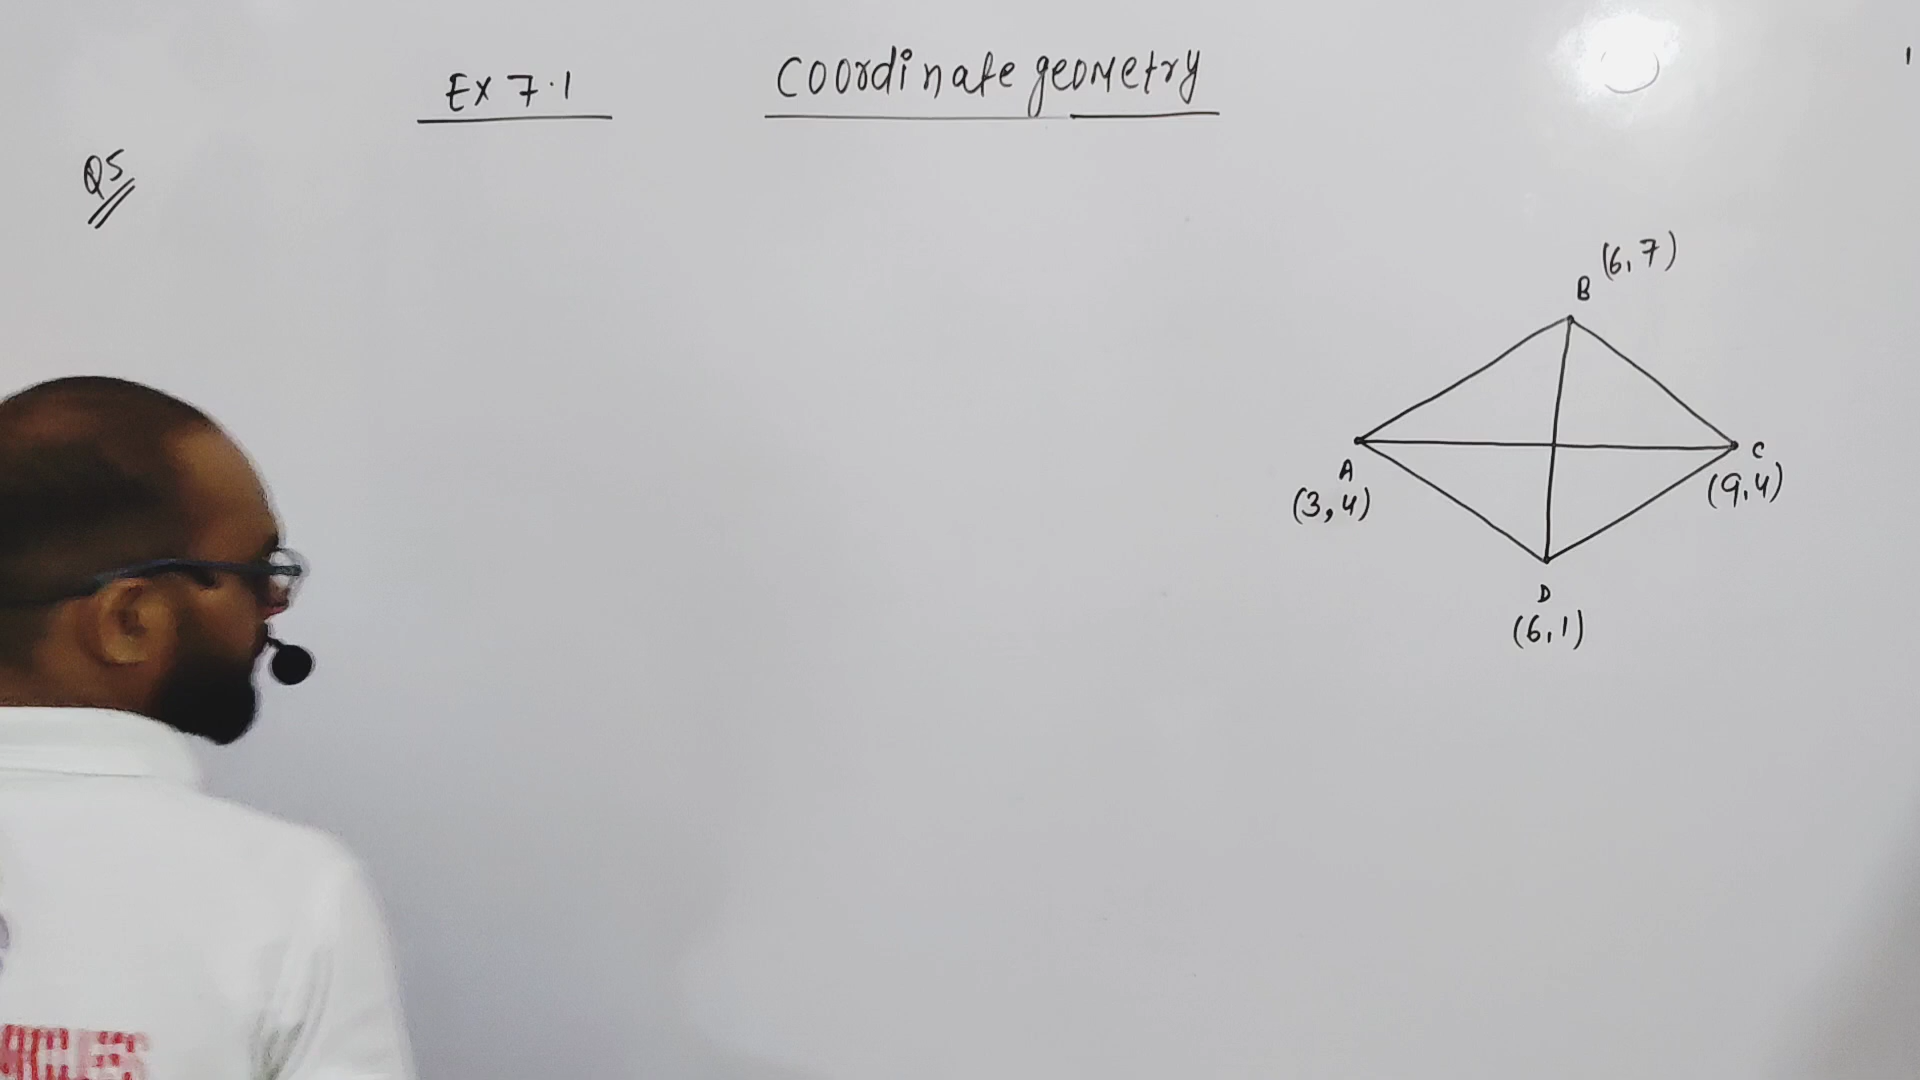 Ex 7.1
Coordinate geometry
Q5
(6,7)
B
A
C
(3,4)
(9,4)
D
(6,1)